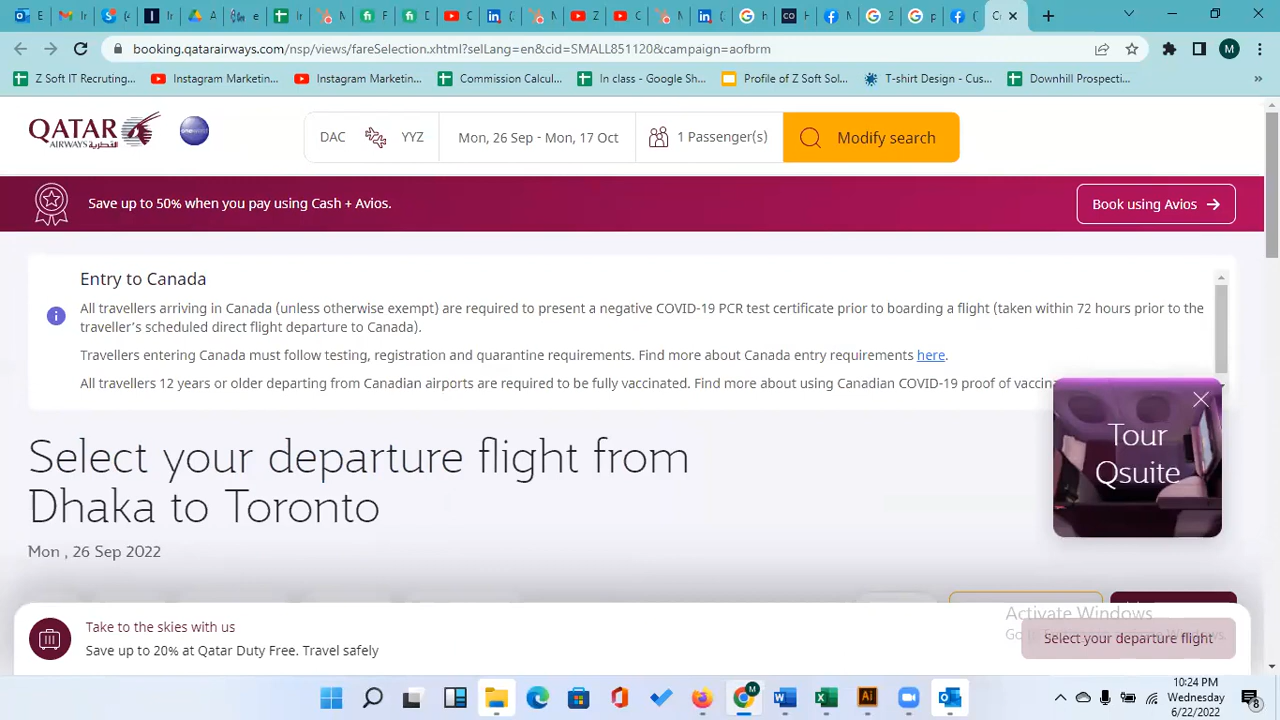 booking.qatarairways.com/nsp/views/fareSelection.xhtml?selLang=en&cid=SMALL851120&campaign=aofbrm
M
Z Soft IT Recruting...
Instagram Marketin...
Instagram Marketin...
Commission Calcul...
In class - Google Sh...
Profile of Z Soft Sol...
T-shirt Design - Cus...
Downhill Prospecti...
QATAR
AIRWAYS القطرية
oneworld
DAC
YYZ
Mon, 26 Sep - Mon, 17 Oct
1 Passenger(s)
Modify search
Save up to 50% when you pay using Cash + Avios.
Book using Avios
Entry to Canada
All travellers arriving in Canada (unless otherwise exempt) are required to present a negative COVID-19 PCR test certificate prior to boarding a flight (taken within 72 hours prior to the
traveller's scheduled direct flight departure to Canada).
Travellers entering Canada must follow testing, registration and quarantine requirements. Find more about Canada entry requirements here.
All travellers 12 years or older departing from Canadian airports are required to be fully vaccinated. Find more about using Canadian COVID-19 proof of vaccin
Tour
Qsuite
Select your departure flight from
Dhaka to Toronto
Mon , 26 Sep 2022
Take to the skies with us
Save up to 20% at Qatar Duty Free. Travel safely
Activate Windows
Select your departure flight
10:24 PM
Wednesday
6/22/2022
8